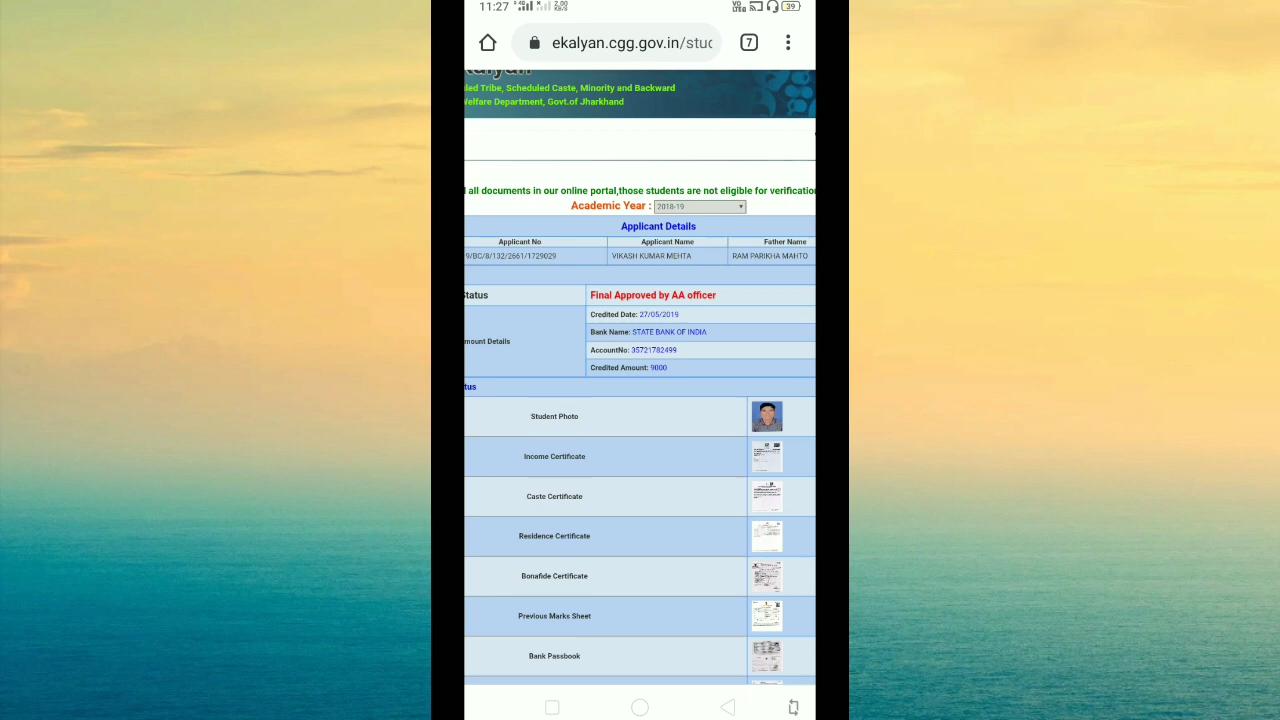 11:27
39
ekalyan.cgg.gov.in/stud
7
led Tribe, Scheduled Caste, Minority and Backward
Welfare Department, Govt.of Jharkhand
all documents in our online portal,those students are not eligible for verification
Academic Year : 2018-19
Applicant Details
Applicant No Applicant Name Father Name
9/BC/8/132/2661/1729029 VIKASH KUMAR MEHTA RAM PARIKHA MAHTO
Status Final Approved by AA officer
Credited Date: 27/05/2019
Bank Name: STATE BANK OF INDIA
mount Details
AccountNo: 35721782499
Credited Amount: 9000
tus
Student Photo
Income Certificate
Caste Certificate
Residence Certificate
Bonafide Certificate
Previous Marks Sheet
Bank Passbook